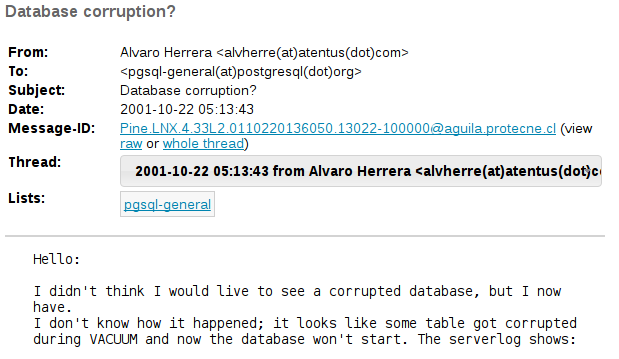 Database corruption?
From: Alvaro Herrera <alvherre(at)atentus(dot)com>
To: <pgsql-general(at)postgresql(dot)org>
Subject: Database corruption?
Date: 2001-10-22 05:13:43
Message-ID: Pine.LNX.4.33L2.0110220136050.13022-100000@aguila.protecne.cl (view
raw or whole thread)
Thread: 2001-10-22 05:13:43 from Alvaro Herrera <alvherre(at)atentus(dot)c
Lists: pgsql-general
Hello:
I didn't think I would live to see a corrupted database, but I now
have.
I don't know how it happened; it looks like some table got corrupted
during VACUUM and now the database won't start. The serverlog shows: